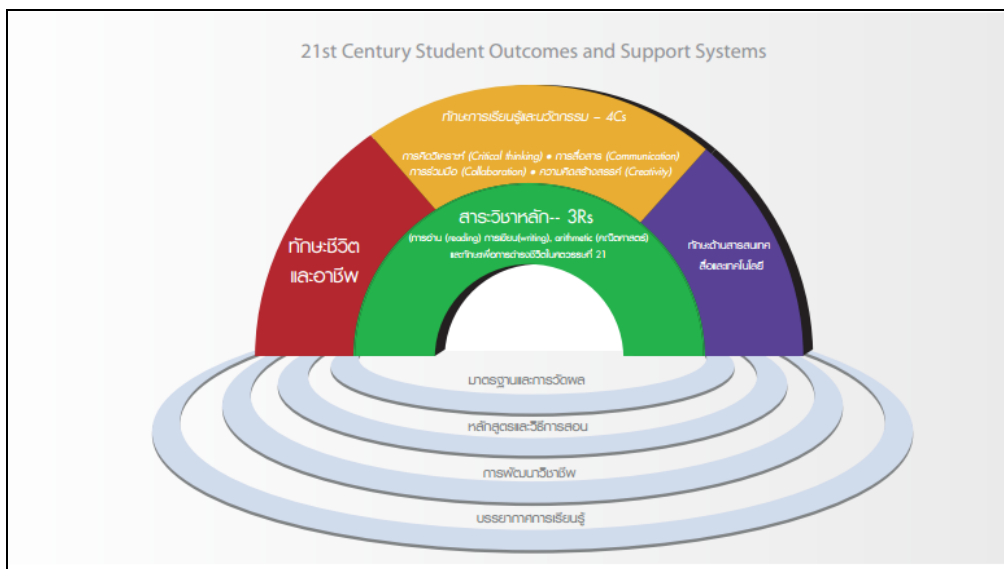 21st Century Student Outcomes and Support Systems
ทักษะการเรียนรู้และนวัตกรรม – 4Cs
การคิดวิเคราะห์ (Critical thinking) ● การสื่อสาร (Communication)
การร่วมมือ (Collaboration) ● ความคิดสร้างสรรค์ (Creativity)
สาระวิชาหลัก-- 3Rs
(การอ่าน (reading) การเขียน(writing), arithmetic (คณิตศาสตร์)
และทักษะเพื่อการดำรงชีวิตในศตวรรษที่ 21
ทักษะชีวิต
และอาชีพ
ทักษะด้านสารสนเทศ
สื่อและเทคโนโลยี
มาตรฐานและการวัดผล
หลักสูตรและวิธีการสอน
การพัฒนาวิชาชีพ
บรรยากาศการเรียนรู้